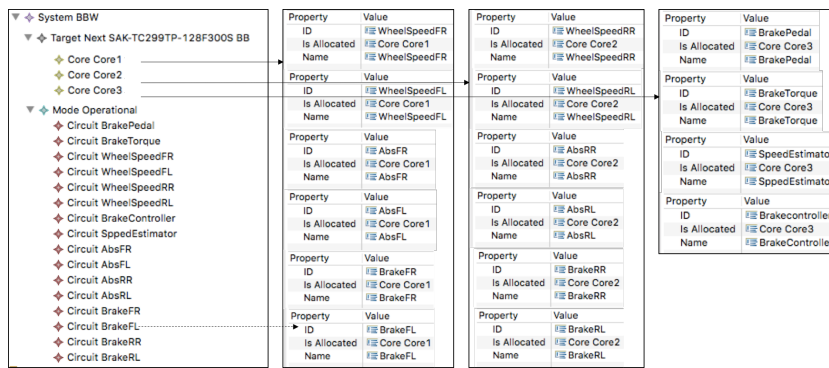 System BBW
Target Next SAK-TC299TP-128F300S BB
Core Core1
Core Core2
Core Core3
Mode Operational
Circuit BrakePedal
Circuit BrakeTorque
Circuit WheelSpeedFR
Circuit WheelSpeedFL
Circuit WheelSpeedRR
Circuit WheelSpeedRL
Circuit BrakeController
Circuit SppedEstimator
Circuit AbsFR
Circuit AbsFL
Circuit AbsRR
Circuit AbsRL
Circuit BrakeFR
Circuit BrakeFL
Circuit BrakeRR
Circuit BrakeRL
Property Value
ID WheelSpeedFR
Is Allocated Core Core1
Name WheelSpeedFR
Property Value
ID WheelSpeedFL
Is Allocated Core Core1
Name WheelSpeedFL
Property Value
ID AbsFR
Is Allocated Core Core1
Name AbsFR
Property Value
ID AbsFL
Is Allocated Core Core1
Name AbsFL
Property Value
ID BrakeFR
Is Allocated Core Core1
Name BrakeFR
Property Value
ID BrakeFL
Is Allocated Core Core1
Name BrakeFL
Property Value
ID WheelSpeedRR
Is Allocated Core Core2
Name WheelSpeedRR
Property Value
ID WheelSpeedRL
Is Allocated Core Core2
Name WheelSpeedRL
Property Value
ID AbsRR
Is Allocated Core Core2
Name AbsRR
Property Value
ID AbsRL
Is Allocated Core Core2
Name AbsRL
Property Value
ID BrakeRR
Is Allocated Core Core2
Name BrakeRR
Property Value
ID BrakeRL
Is Allocated Core Core2
Name BrakeRL
Property Value
ID BrakePedal
Is Allocated Core Core3
Name BrakePedal
Property Value
ID BrakeTorque
Is Allocated Core Core3
Name BrakeTorque
Property Value
ID SpeedEstimato
Is Allocated Core Core3
Name SppedEstimato
Property Value
ID Brakecontrolle
Is Allocated Core Core3
Name BrakeControlle